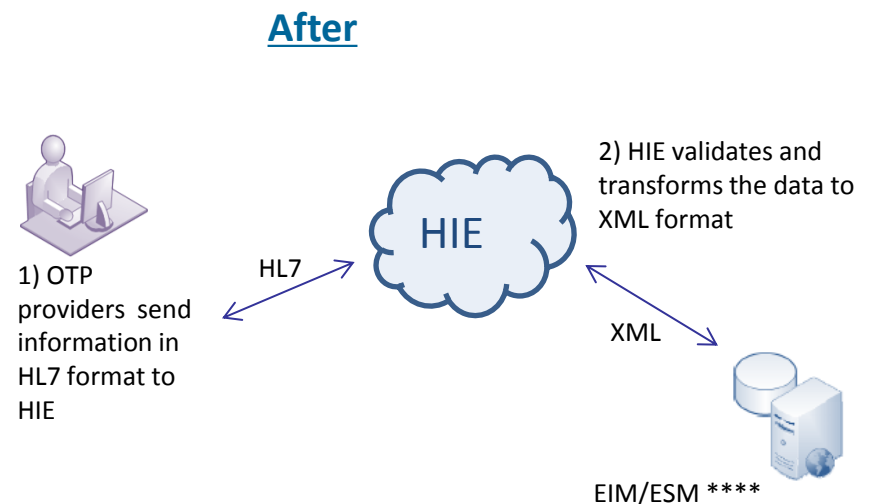 After
1) OTP
providers send
information in
HL7 format to
HIE
HL7
HIE
2) HIE validates and
transforms the data to
XML format
XML
EIM/ESM ****